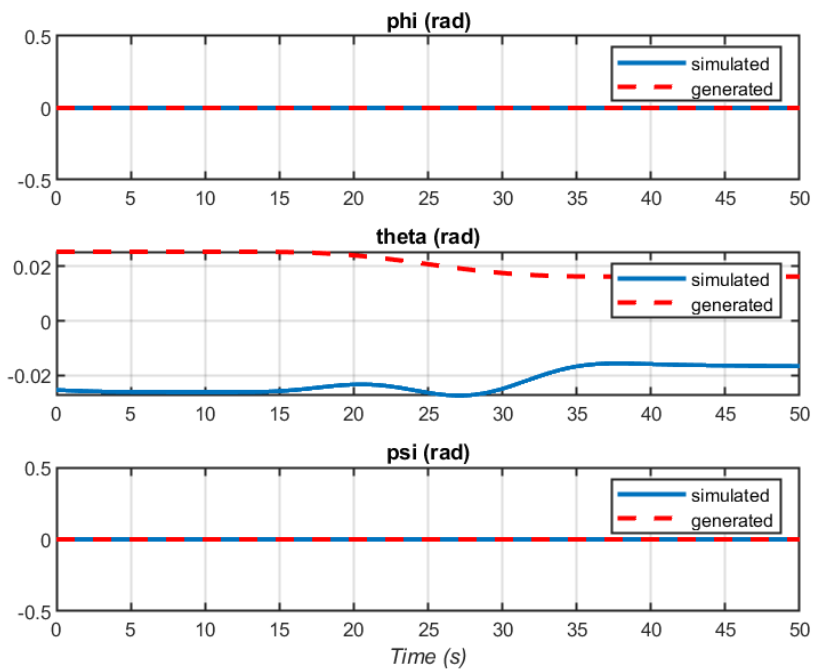 phi (rad)
0.5
0
-0.5
simulated
generated
0 5 10 15 20 25 30 35 40 45 50
theta (rad)
0.02
0
-0.02
simulated
generated
0 5 10 15 20 25 30 35 40 45 50
psi (rad)
0.5
0
-0.5
simulated
generated
0 5 10 15 20 25 30 35 40 45 50
Time (s)